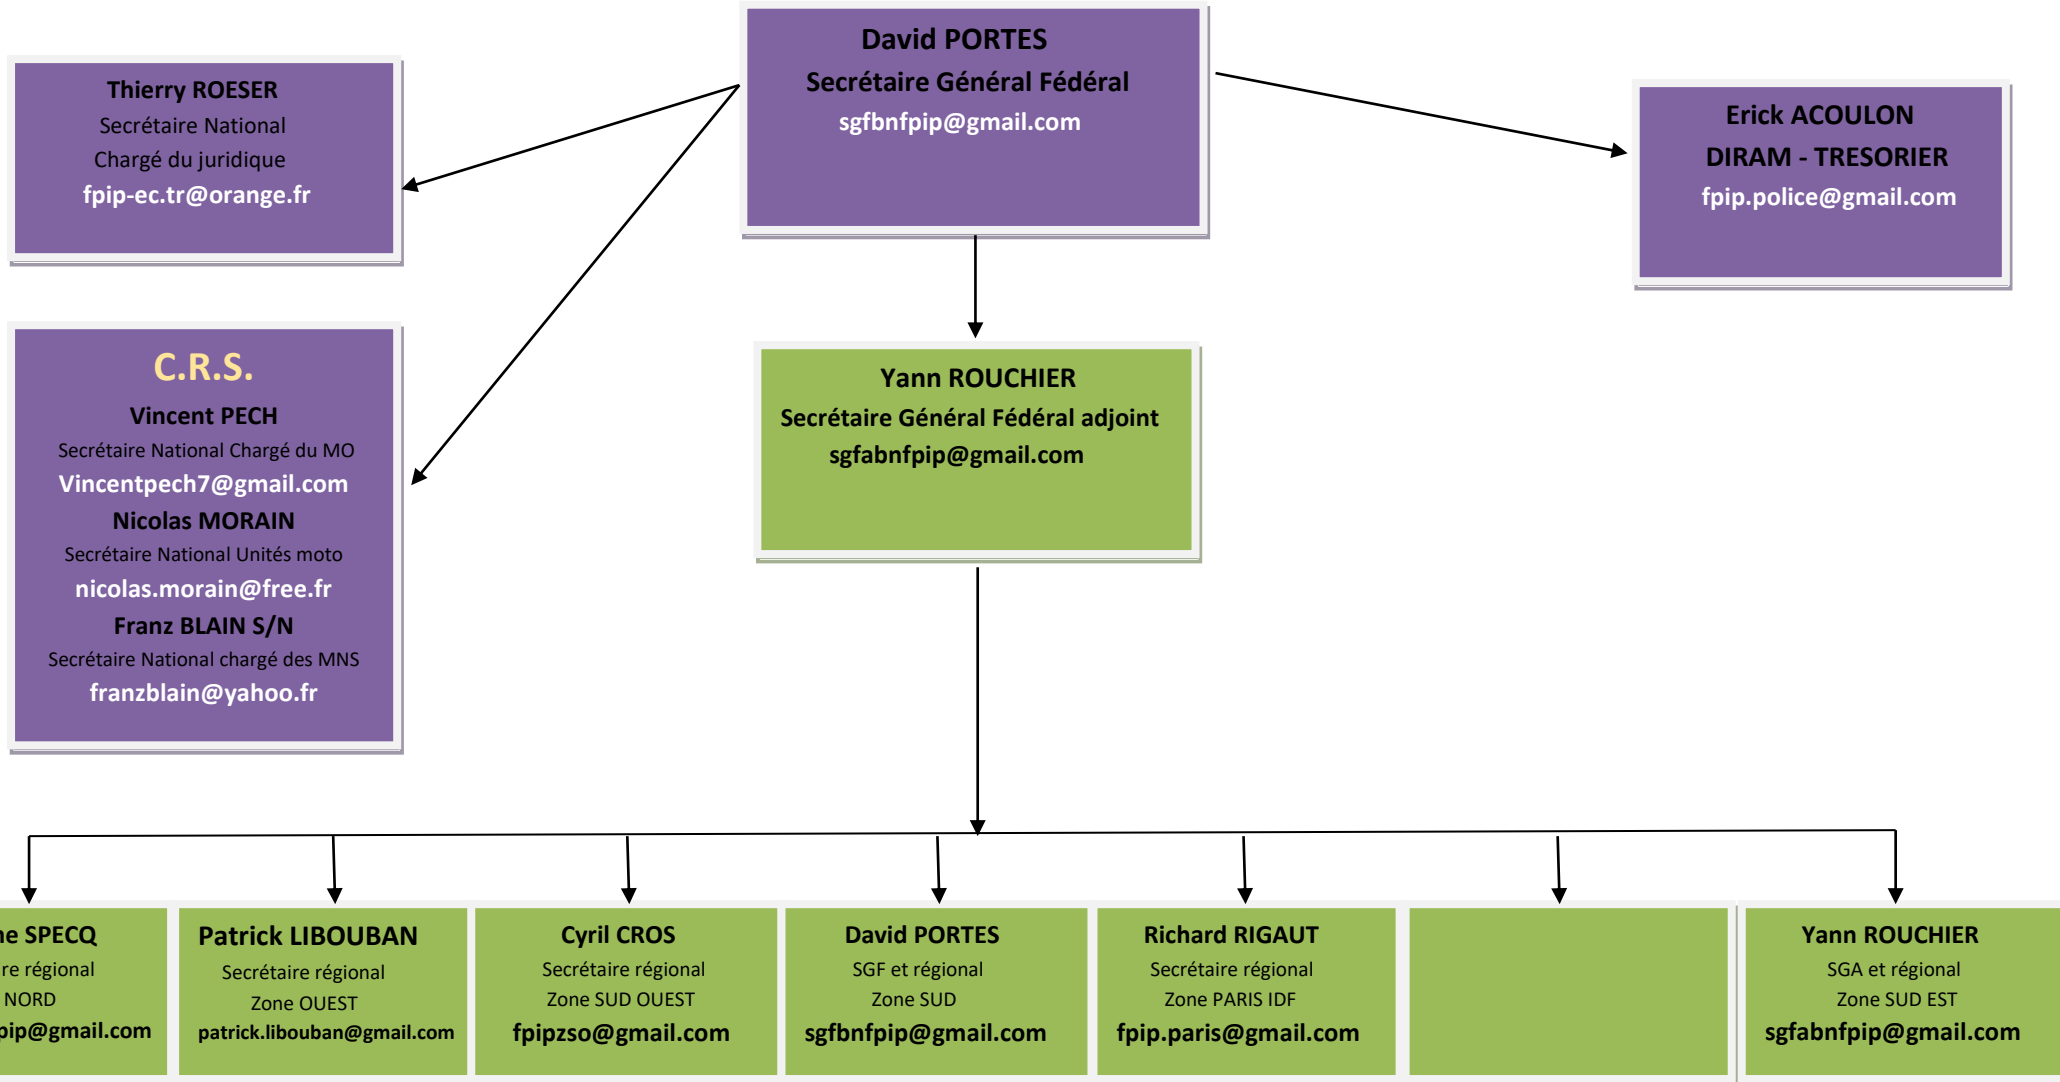 David PORTES
Secrétaire Général Fédéral
sgfbnfpip@gmail.com
Thierry ROESER
Secrétaire National
Chargé du juridique
fpip-ec.tr@orange.fr
Erick ACOULON
DIRAM - TRESORIER
fpip.police@gmail.com
C.R.S.
Vincent PECH
Secrétaire National Chargé du MO
Vincentpech7@gmail.com
Nicolas MORAIN
Secrétaire National Unités moto
nicolas.morain@free.fr
Franz BLAIN S/N
Secrétaire National chargé des MNS
franzblain@yahoo.fr
Yann ROUCHIER
Secrétaire Général Fédéral adjoint
sgfabnfpip@gmail.com
SPECQ
régional
NORD
pip@gmail.com
Patrick LIBOUBAN
Secrétaire régional
Zone OUEST
patrick.libouban@gmail.com
Cyril CROS
Secrétaire régional
Zone SUD OUEST
fpipzso@gmail.com
David PORTES
SGF et régional
Zone SUD
sgfbnfpip@gmail.com
Richard RIGAUT
Secrétaire régional
Zone PARIS IDF
fpip.paris@gmail.com
Yann ROUCHIER
SGA et régional
Zone SUD EST
sgfabnfpip@gmail.com